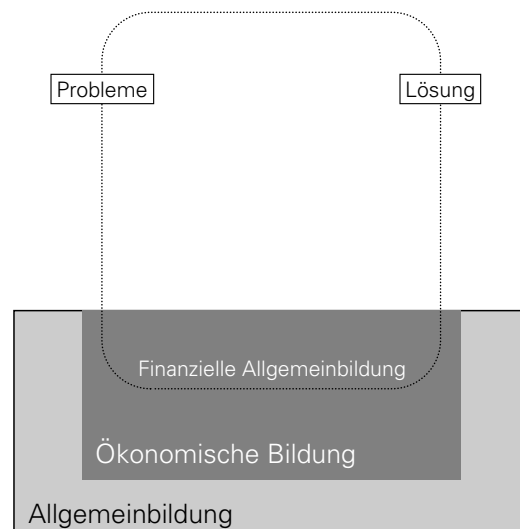 Probleme
Lösung
Finanzielle Allgemeinbildung
Ökonomische Bildung
Allgemeinbildung